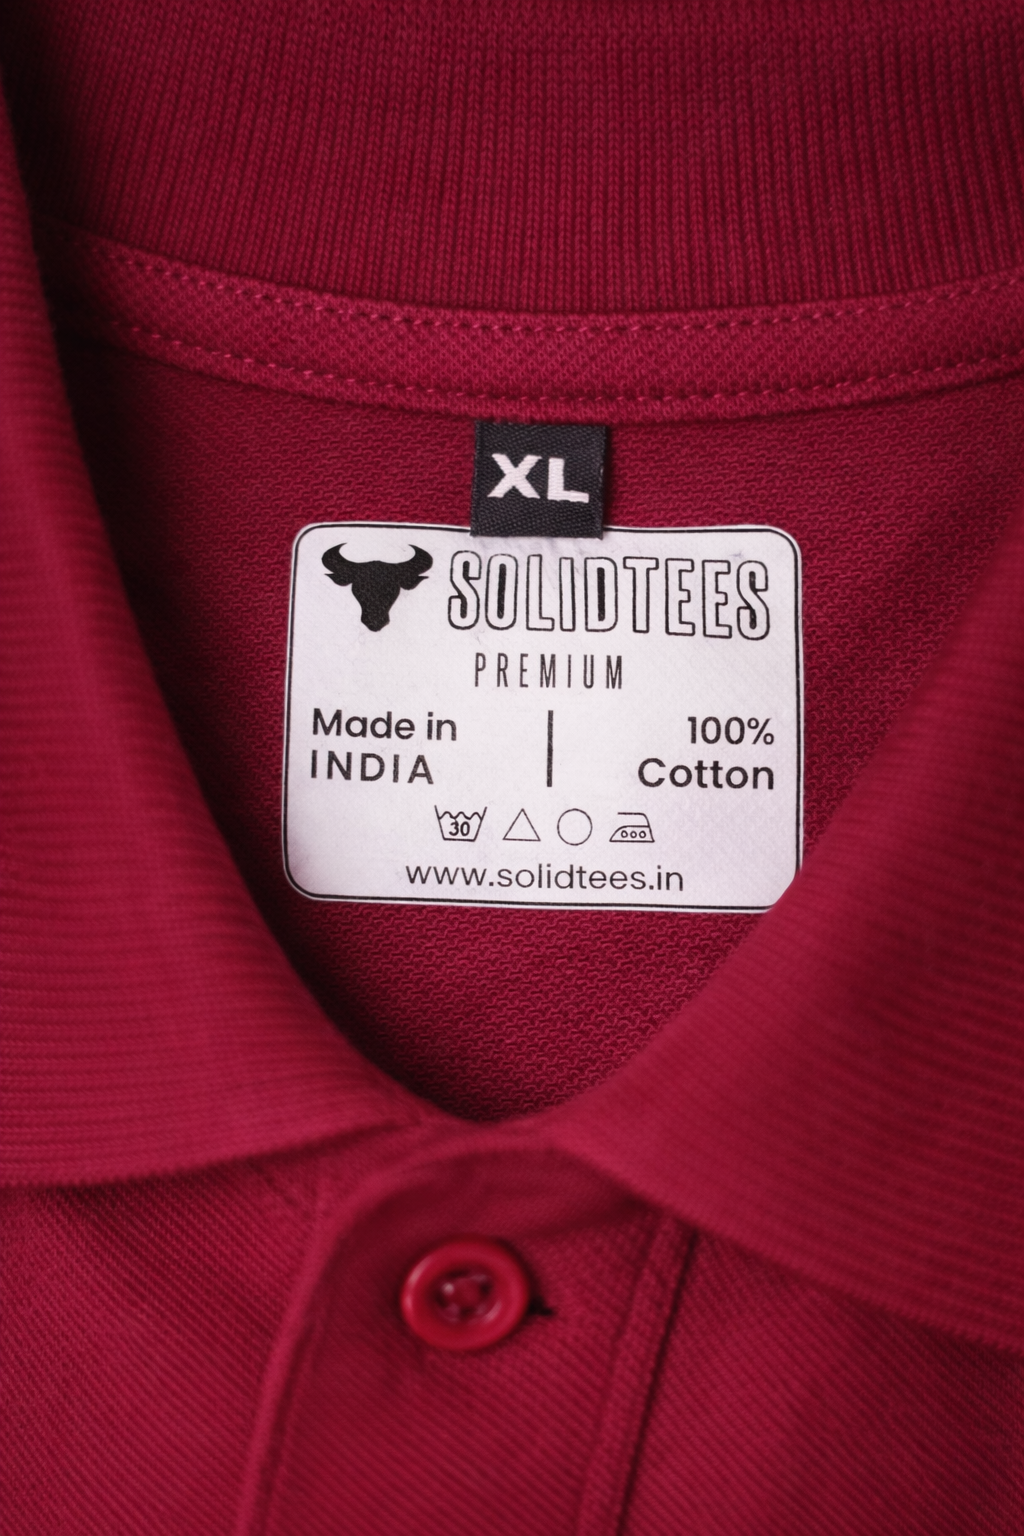 XL
SOLIDTEES
PREMIUM
Made in
INDIA
100%
Cotton
30
www.solidtees.in